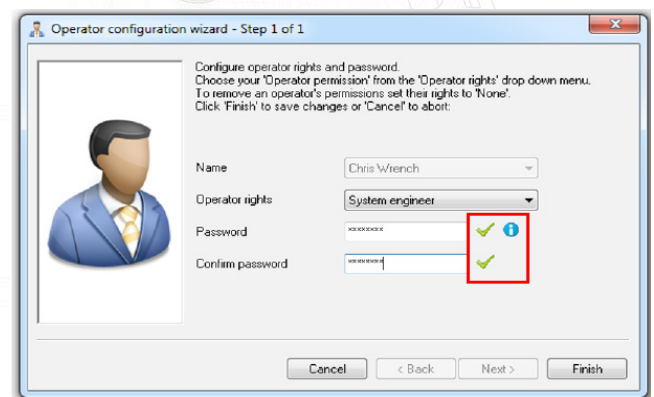 Operator configuration wizard - Step 1 of 1
Configure operator rights and password.
Choose your 'Operator permission' from the 'Operator rights' drop down menu.
To remove an operator's permissions set their rights to 'None'.
Click 'Finish' to save changes or 'Cancel' to abort:
Name
Chris Wrench
Operator rights
System engineer
Password
********
Confirm password
********
Cancel
< Back
Next >
Finish